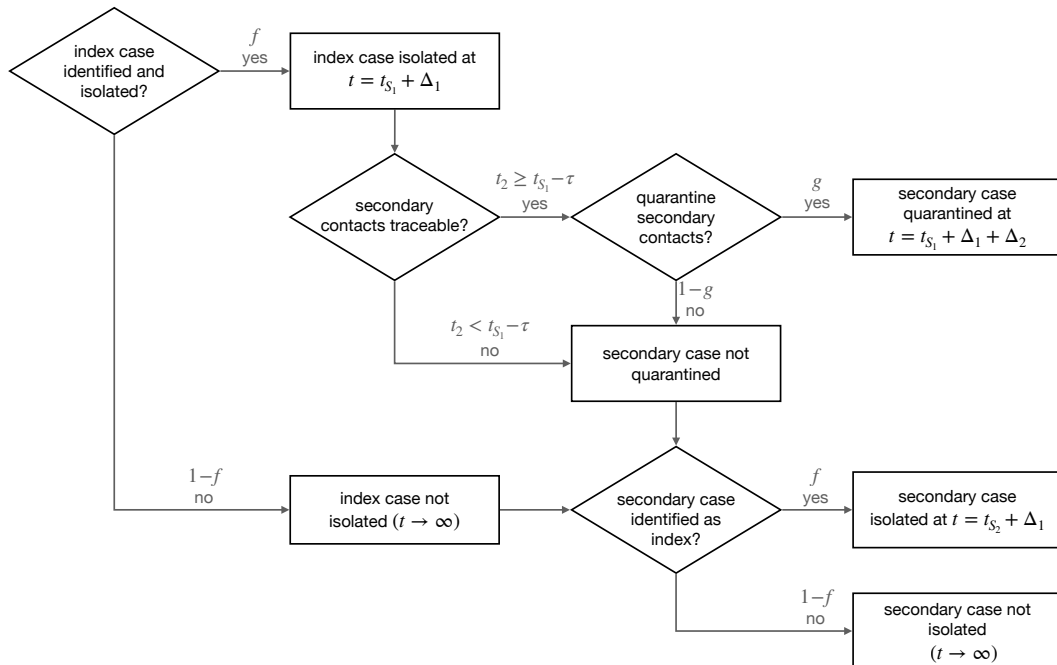 index case
identified and
isolated?
f
yes
index case isolated at
t = t_{S_1} + Δ_1
secondary
contacts traceable?
t_2 ≥ t_{S_1} − τ
yes
quarantine
secondary
contacts?
g
yes
secondary case
quarantined at
t = t_{S_1} + Δ_1 + Δ_2
1−g
no
t_2 < t_{S_1} − τ
no
secondary case not
quarantined
1−f
no
index case not
isolated (t → ∞)
secondary case
identified as
index?
f
yes
secondary case
isolated at t = t_{S_2} + Δ_1
1−f
no
secondary case not
isolated
(t → ∞)